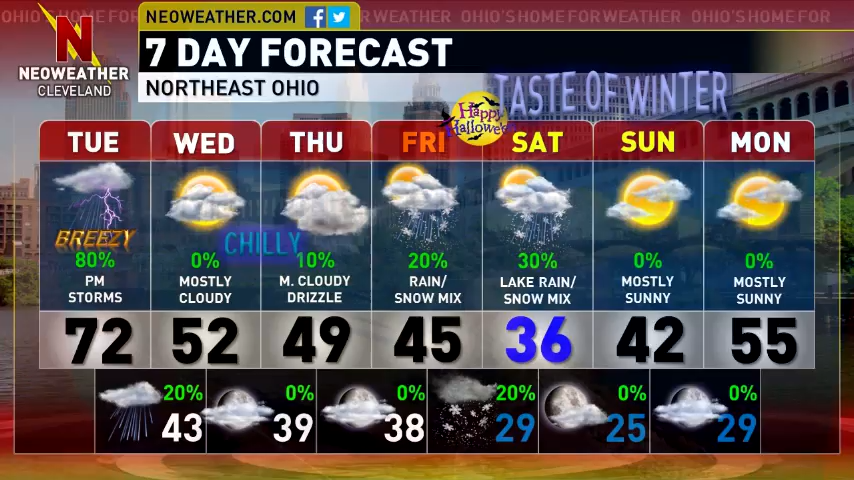 OHIO'S HOME FOR WEATHER OHIO'S HOME FOR WEATHER OHIO'S HOME FOR
NEOWEATHER.COM
N
NEOWEATHER
CLEVELAND
7 DAY FORECAST
NORTHEAST OHIO
TASTE OF WINTER
Happy
Halloween
TUE WED THU FRI SAT SUN MON
BREEZY
CHILLY
80% 0% 10% 20% 30% 0% 0%
PM MOSTLY M. CLOUDY RAIN/ LAKE RAIN/ MOSTLY MOSTLY
STORMS CLOUDY DRIZZLE SNOW MIX SNOW MIX SUNNY SUNNY
72 52 49 45 36 42 55
20% 0% 0% 20% 0% 0%
43 39 38 29 25 29